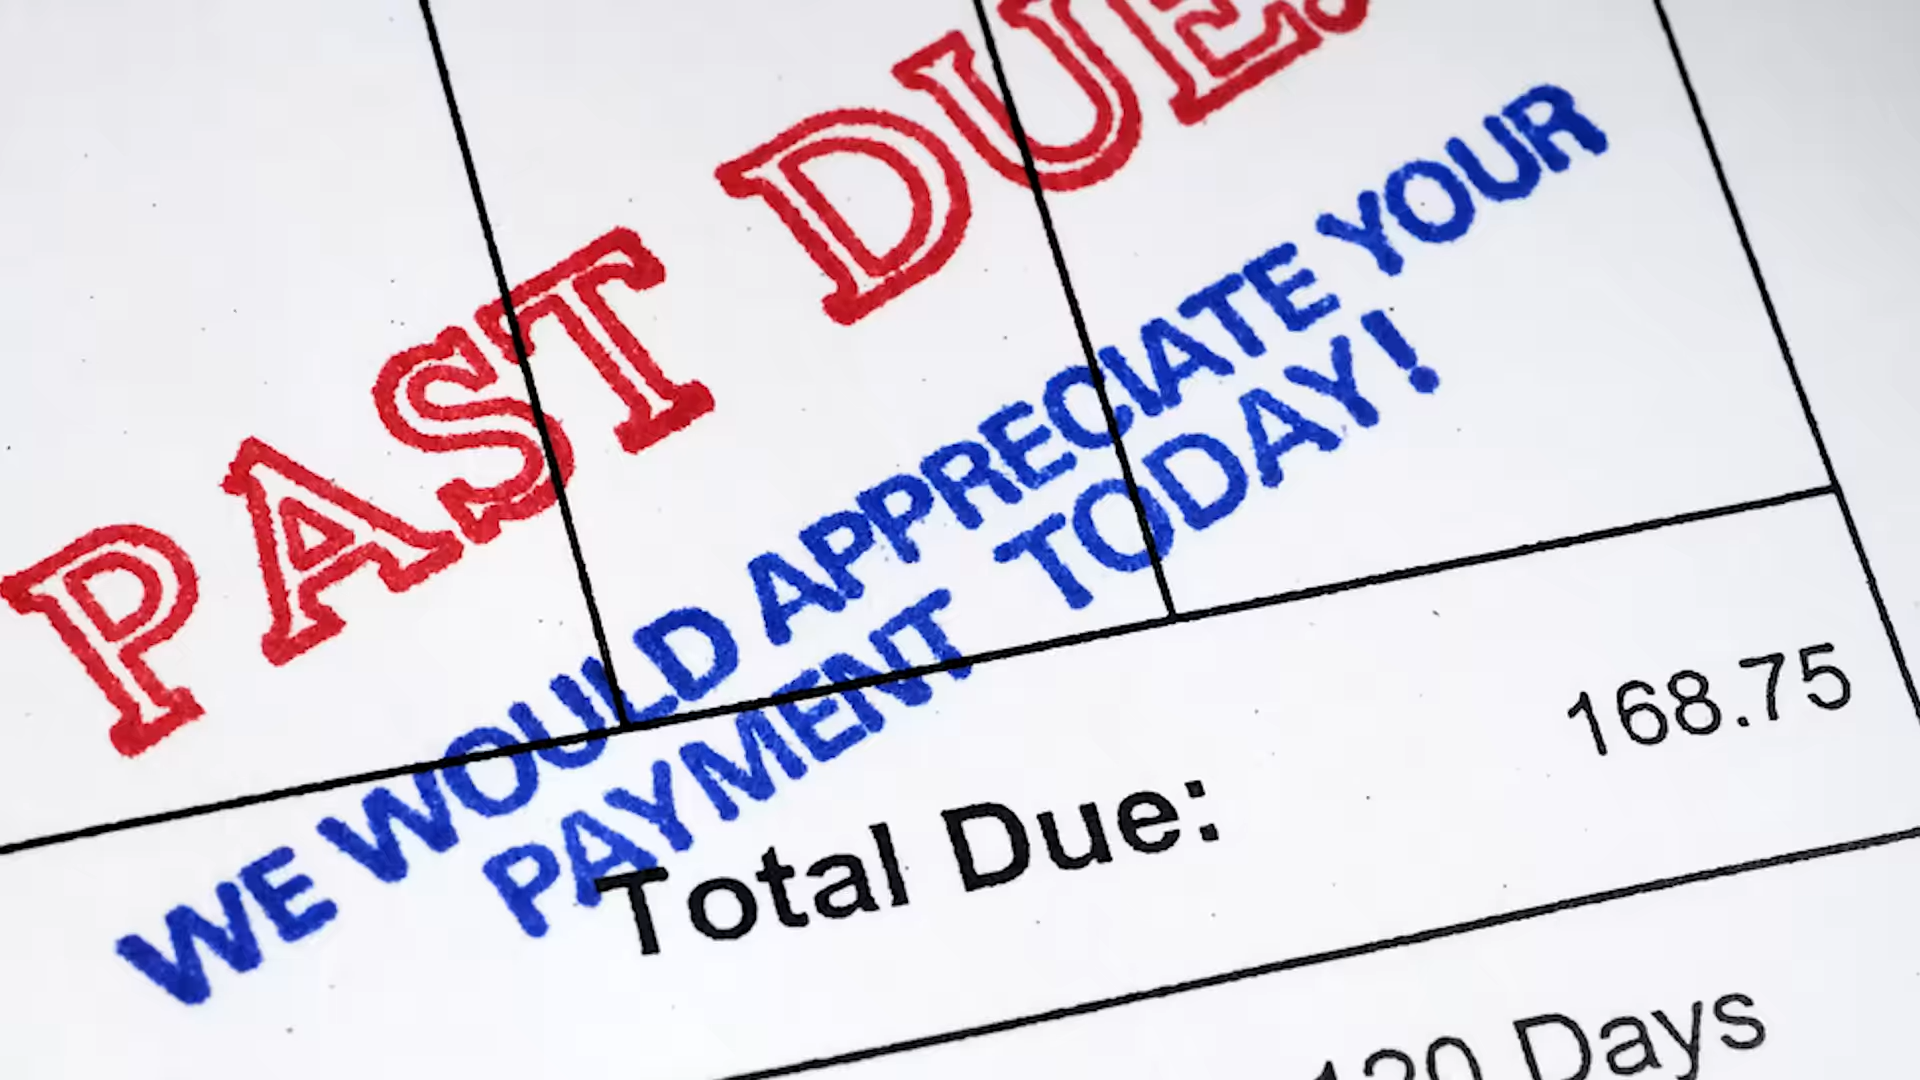 PAST DUE.
WE WOULD APPRECIATE YOUR
PAYMENT TODAY!
Total Due: 168.75
120 Days